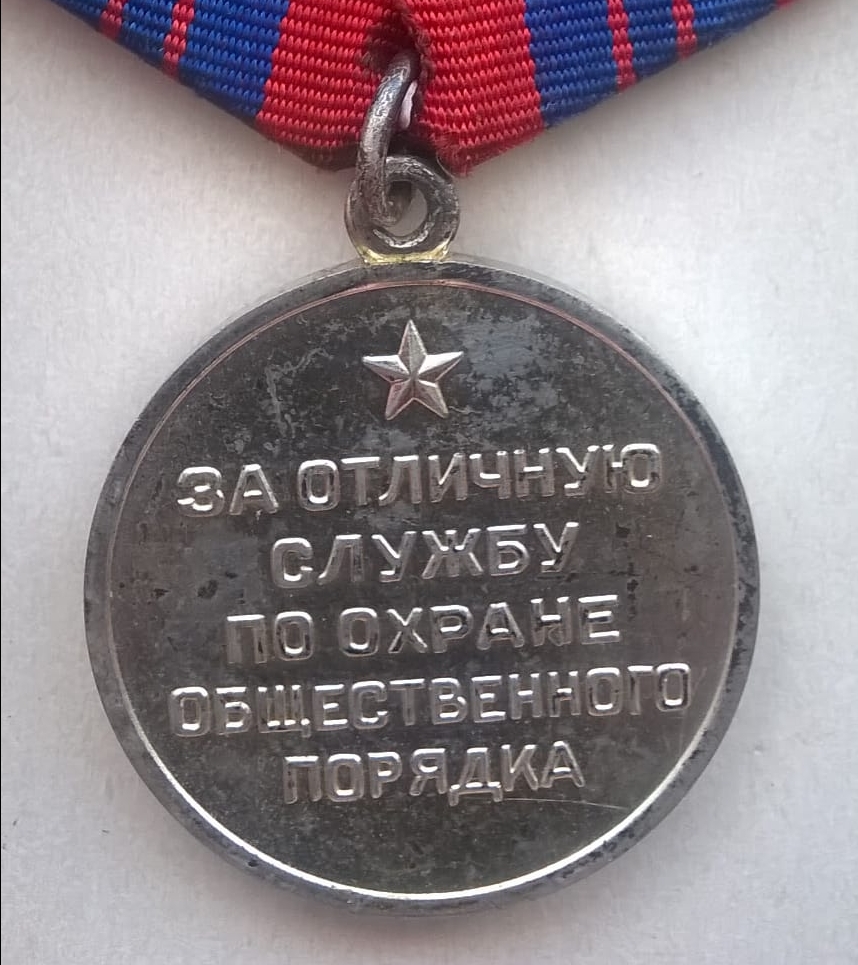 ЗА ОТЛИЧНУЮ
СЛУЖБУ
ПО ОХРАНЕ
ОБЩЕСТВЕННОГО
ПОРЯДКА